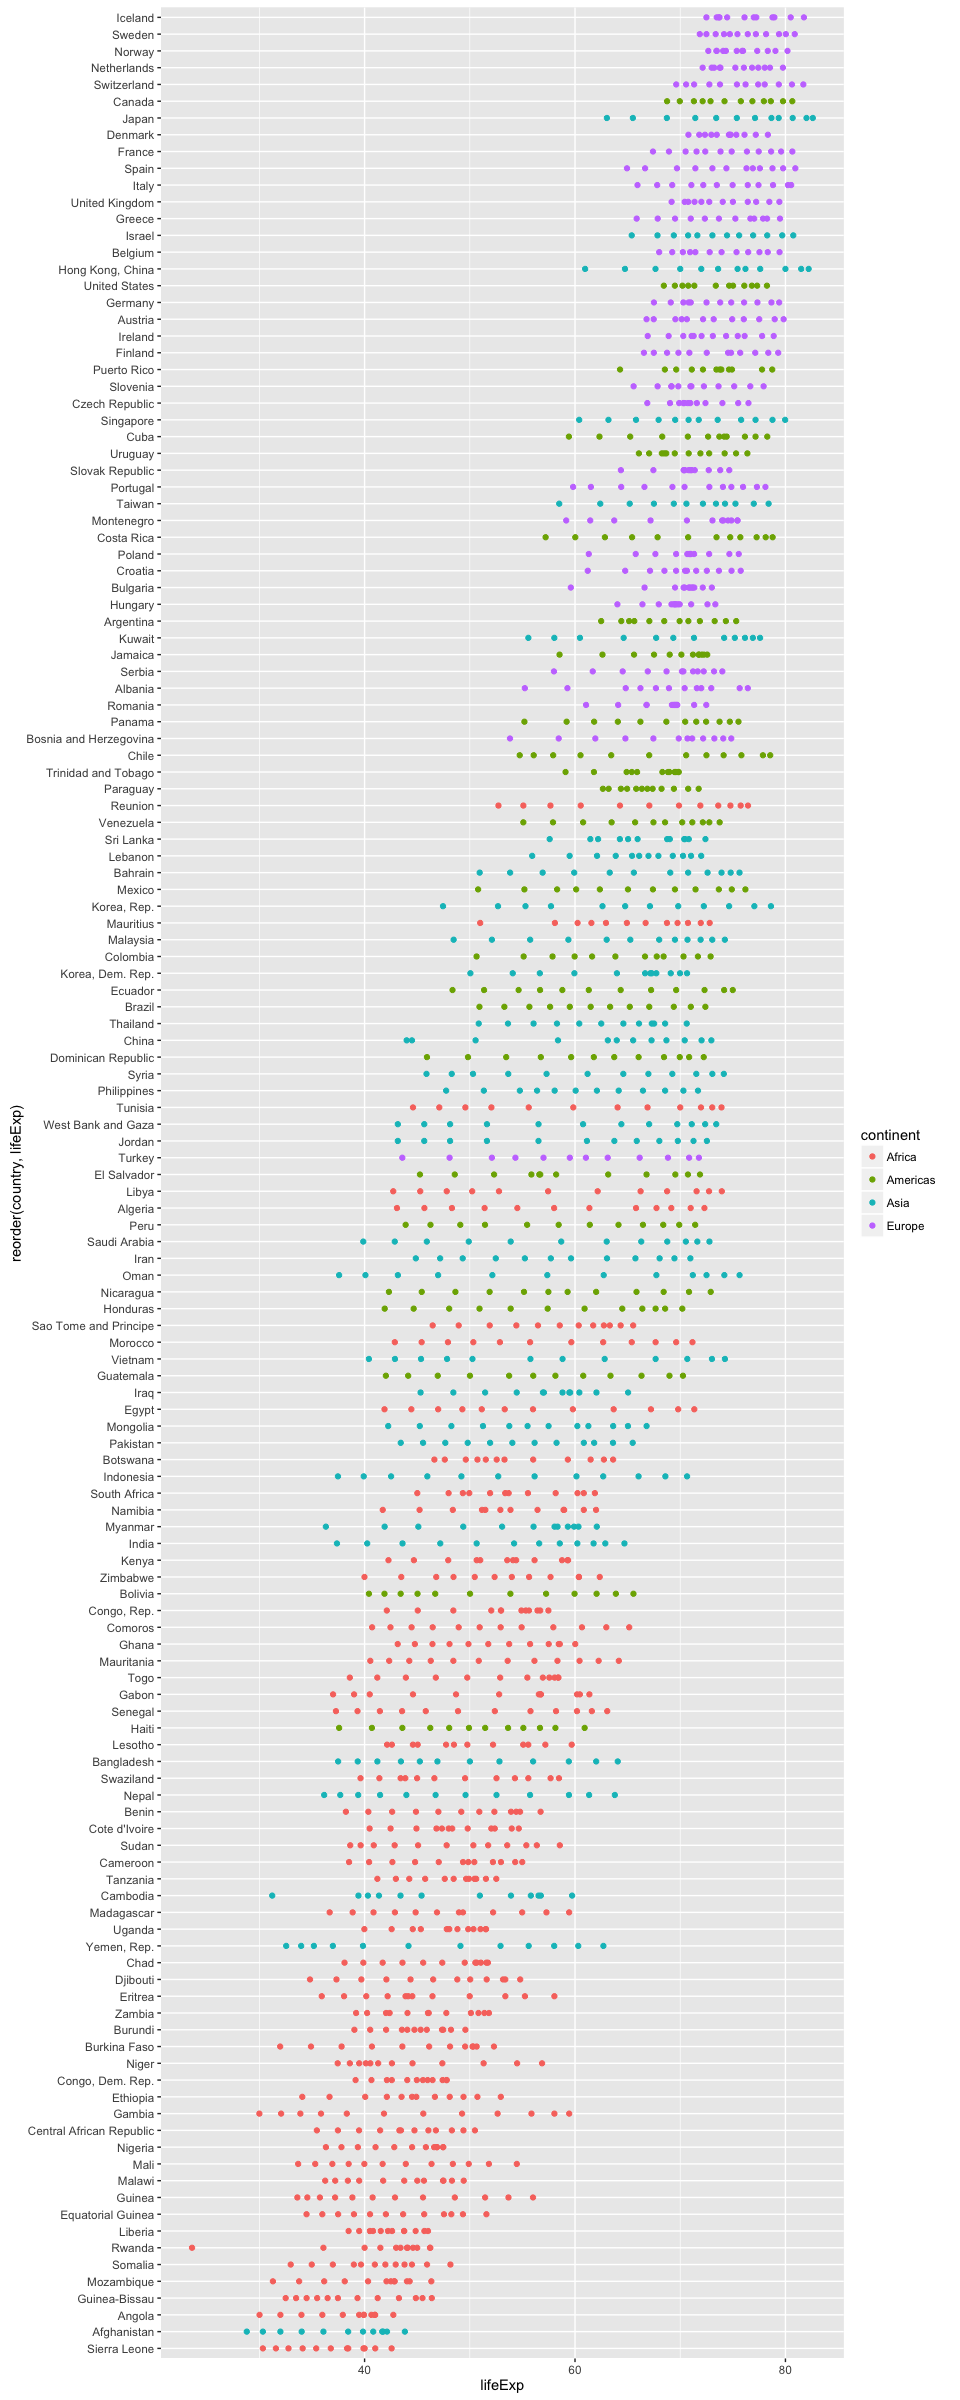 Iceland
Sweden
Norway
Netherlands
Switzerland
Canada
Japan
Denmark
France
Spain
Italy
United Kingdom
Greece
Israel
Belgium
Hong Kong, China
United States
Germany
Austria
Ireland
Finland
Puerto Rico
Slovenia
Czech Republic
Singapore
Cuba
Uruguay
Slovak Republic
Portugal
Taiwan
Montenegro
Costa Rica
Poland
Croatia
Bulgaria
Hungary
Argentina
Kuwait
Jamaica
Serbia
Albania
Romania
Panama
Bosnia and Herzegovina
Chile
Trinidad and Tobago
Paraguay
Reunion
Venezuela
Sri Lanka
Lebanon
Bahrain
Mexico
Korea, Rep.
Mauritius
Malaysia
Colombia
Korea, Dem. Rep.
Ecuador
Brazil
Thailand
China
Dominican Republic
Syria
Philippines
Tunisia
West Bank and Gaza
Jordan
Turkey
El Salvador
Libya
Algeria
Peru
Saudi Arabia
Iran
Oman
Nicaragua
Honduras
Sao Tome and Principe
Morocco
Vietnam
Guatemala
Iraq
Egypt
Mongolia
Pakistan
Botswana
Indonesia
South Africa
Namibia
Myanmar
India
Kenya
Zimbabwe
Bolivia
Congo, Rep.
Comoros
Ghana
Mauritania
Togo
Gabon
Senegal
Haiti
Lesotho
Bangladesh
Swaziland
Nepal
Benin
Cote d'Ivoire
Sudan
Cameroon
Tanzania
Cambodia
Madagascar
Uganda
Yemen, Rep.
Chad
Djibouti
Eritrea
Zambia
Burundi
Burkina Faso
Niger
Congo, Dem. Rep.
Ethiopia
Gambia
Central African Republic
Nigeria
Mali
Malawi
Guinea
Equatorial Guinea
Liberia
Rwanda
Somalia
Mozambique
Guinea-Bissau
Angola
Afghanistan
Sierra Leone
40 60 80
lifeExp
reorder(country, lifeExp)
continent
Africa
Americas
Asia
Europe